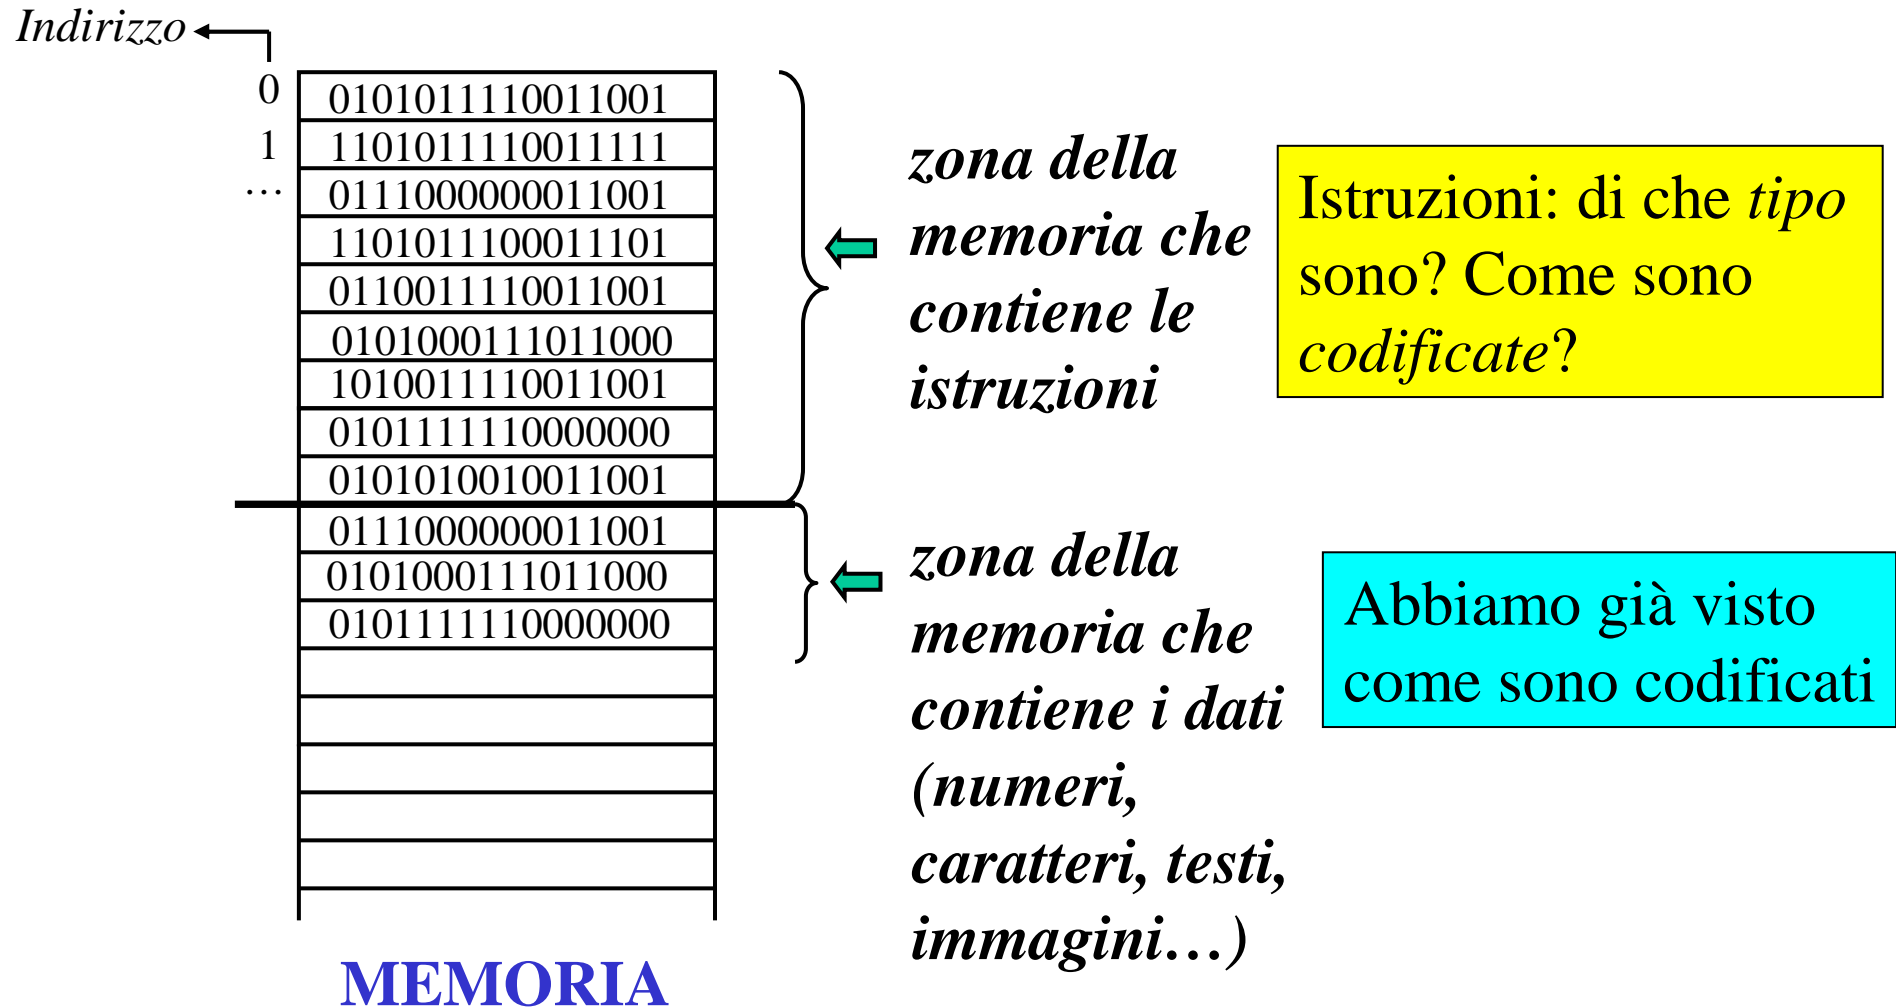 Indirizzo
0
0101011110011001
1
1101011110011111
…
0111000000011001
1101011100011101
0110011110011001
0101000111011000
1010011110011001
0101111110000000
0101010010011001
0111000000011001
0101000111011000
0101111110000000
MEMORIA
zona della
memoria che
contiene le
istruzioni
Istruzioni: di che tipo
sono? Come sono
codificate?
zona della
memoria che
contiene i dati
(numeri,
caratteri, testi,
immagini…)
Abbiamo già visto
come sono codificati